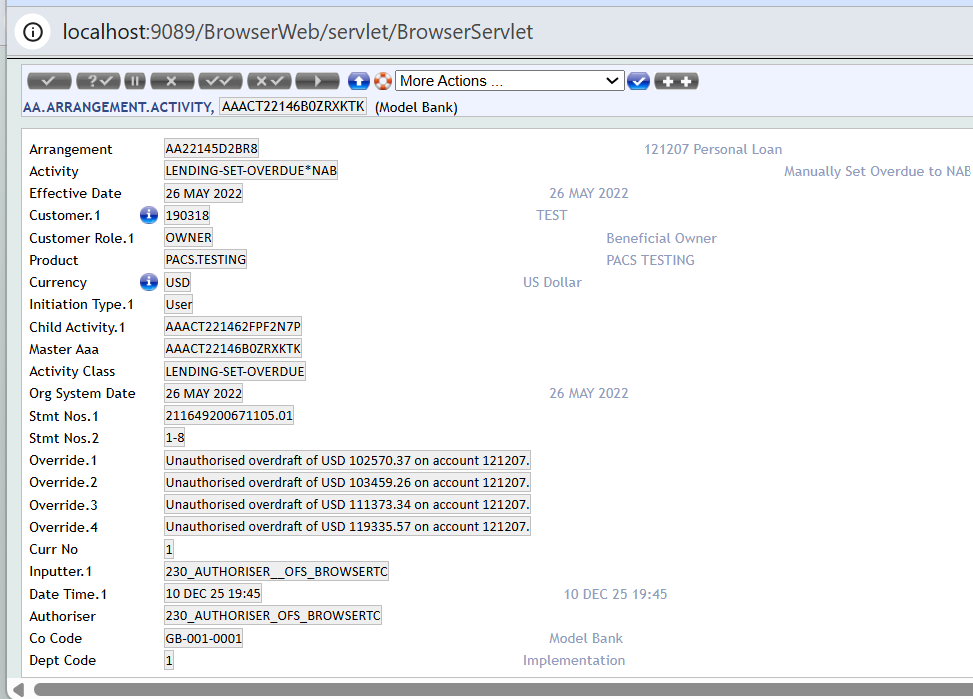 localhost:9089/BrowserWeb/servlet/BrowserServlet
More Actions ...
AA.ARRANGEMENT.ACTIVITY, AAACT22146B0ZRXKTK (Model Bank)
Arrangement AA22145D2BR8 121207 Personal Loan
Activity LENDING-SET-OVERDUE*NAB Manually Set Overdue to NAB
Effective Date 26 MAY 2022 26 MAY 2022
Customer.1 190318 TEST
Customer Role.1 OWNER Beneficial Owner
Product PACS.TESTING PACS TESTING
Currency USD US Dollar
Initiation Type.1 User
Child Activity.1 AAACT221462FPF2N7P
Master Aaa AAACT22146B0ZRXKTK
Activity Class LENDING-SET-OVERDUE
Org System Date 26 MAY 2022 26 MAY 2022
Stmt Nos.1 211649200671105.01
Stmt Nos.2 1-8
Override.1 Unauthorised overdraft of USD 102570.37 on account 121207.
Override.2 Unauthorised overdraft of USD 103459.26 on account 121207.
Override.3 Unauthorised overdraft of USD 111373.34 on account 121207.
Override.4 Unauthorised overdraft of USD 119335.57 on account 121207.
Curr No 1
Inputter.1 230_AUTHORISER__OFS_BROWSERTC
Date Time.1 10 DEC 25 19:45 10 DEC 25 19:45
Authoriser 230_AUTHORISER_OFS_BROWSERTC
Co Code GB-001-0001 Model Bank
Dept Code 1 Implementation